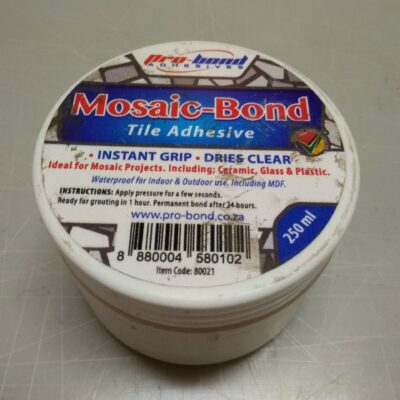 pro-bond
ADHESIVES
Mosaic-Bond
Tile Adhesive
• INSTANT GRIP • DRIES CLEAR
Ideal for Mosaic Projects. including; Ceramic, Glass & Plastic.
Waterproof for Indoor & Outdoor use. Including MDF.
INSTRUCTIONS: Apply pressure for a few seconds.
Ready for grouting in 1 hour. Permanent bond after 24 hours.
www.pro-bond.co.za
250 ml
8 880004 580102
Item Code: 80021